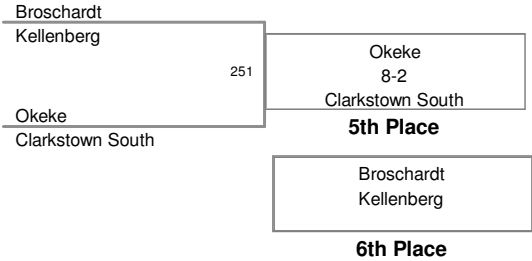 Broschardt
Kellenberg
251
Okeke
Clarkstown South
Okeke
8-2
Clarkstown South
5th Place
Broschardt
Kellenberg
6th Place